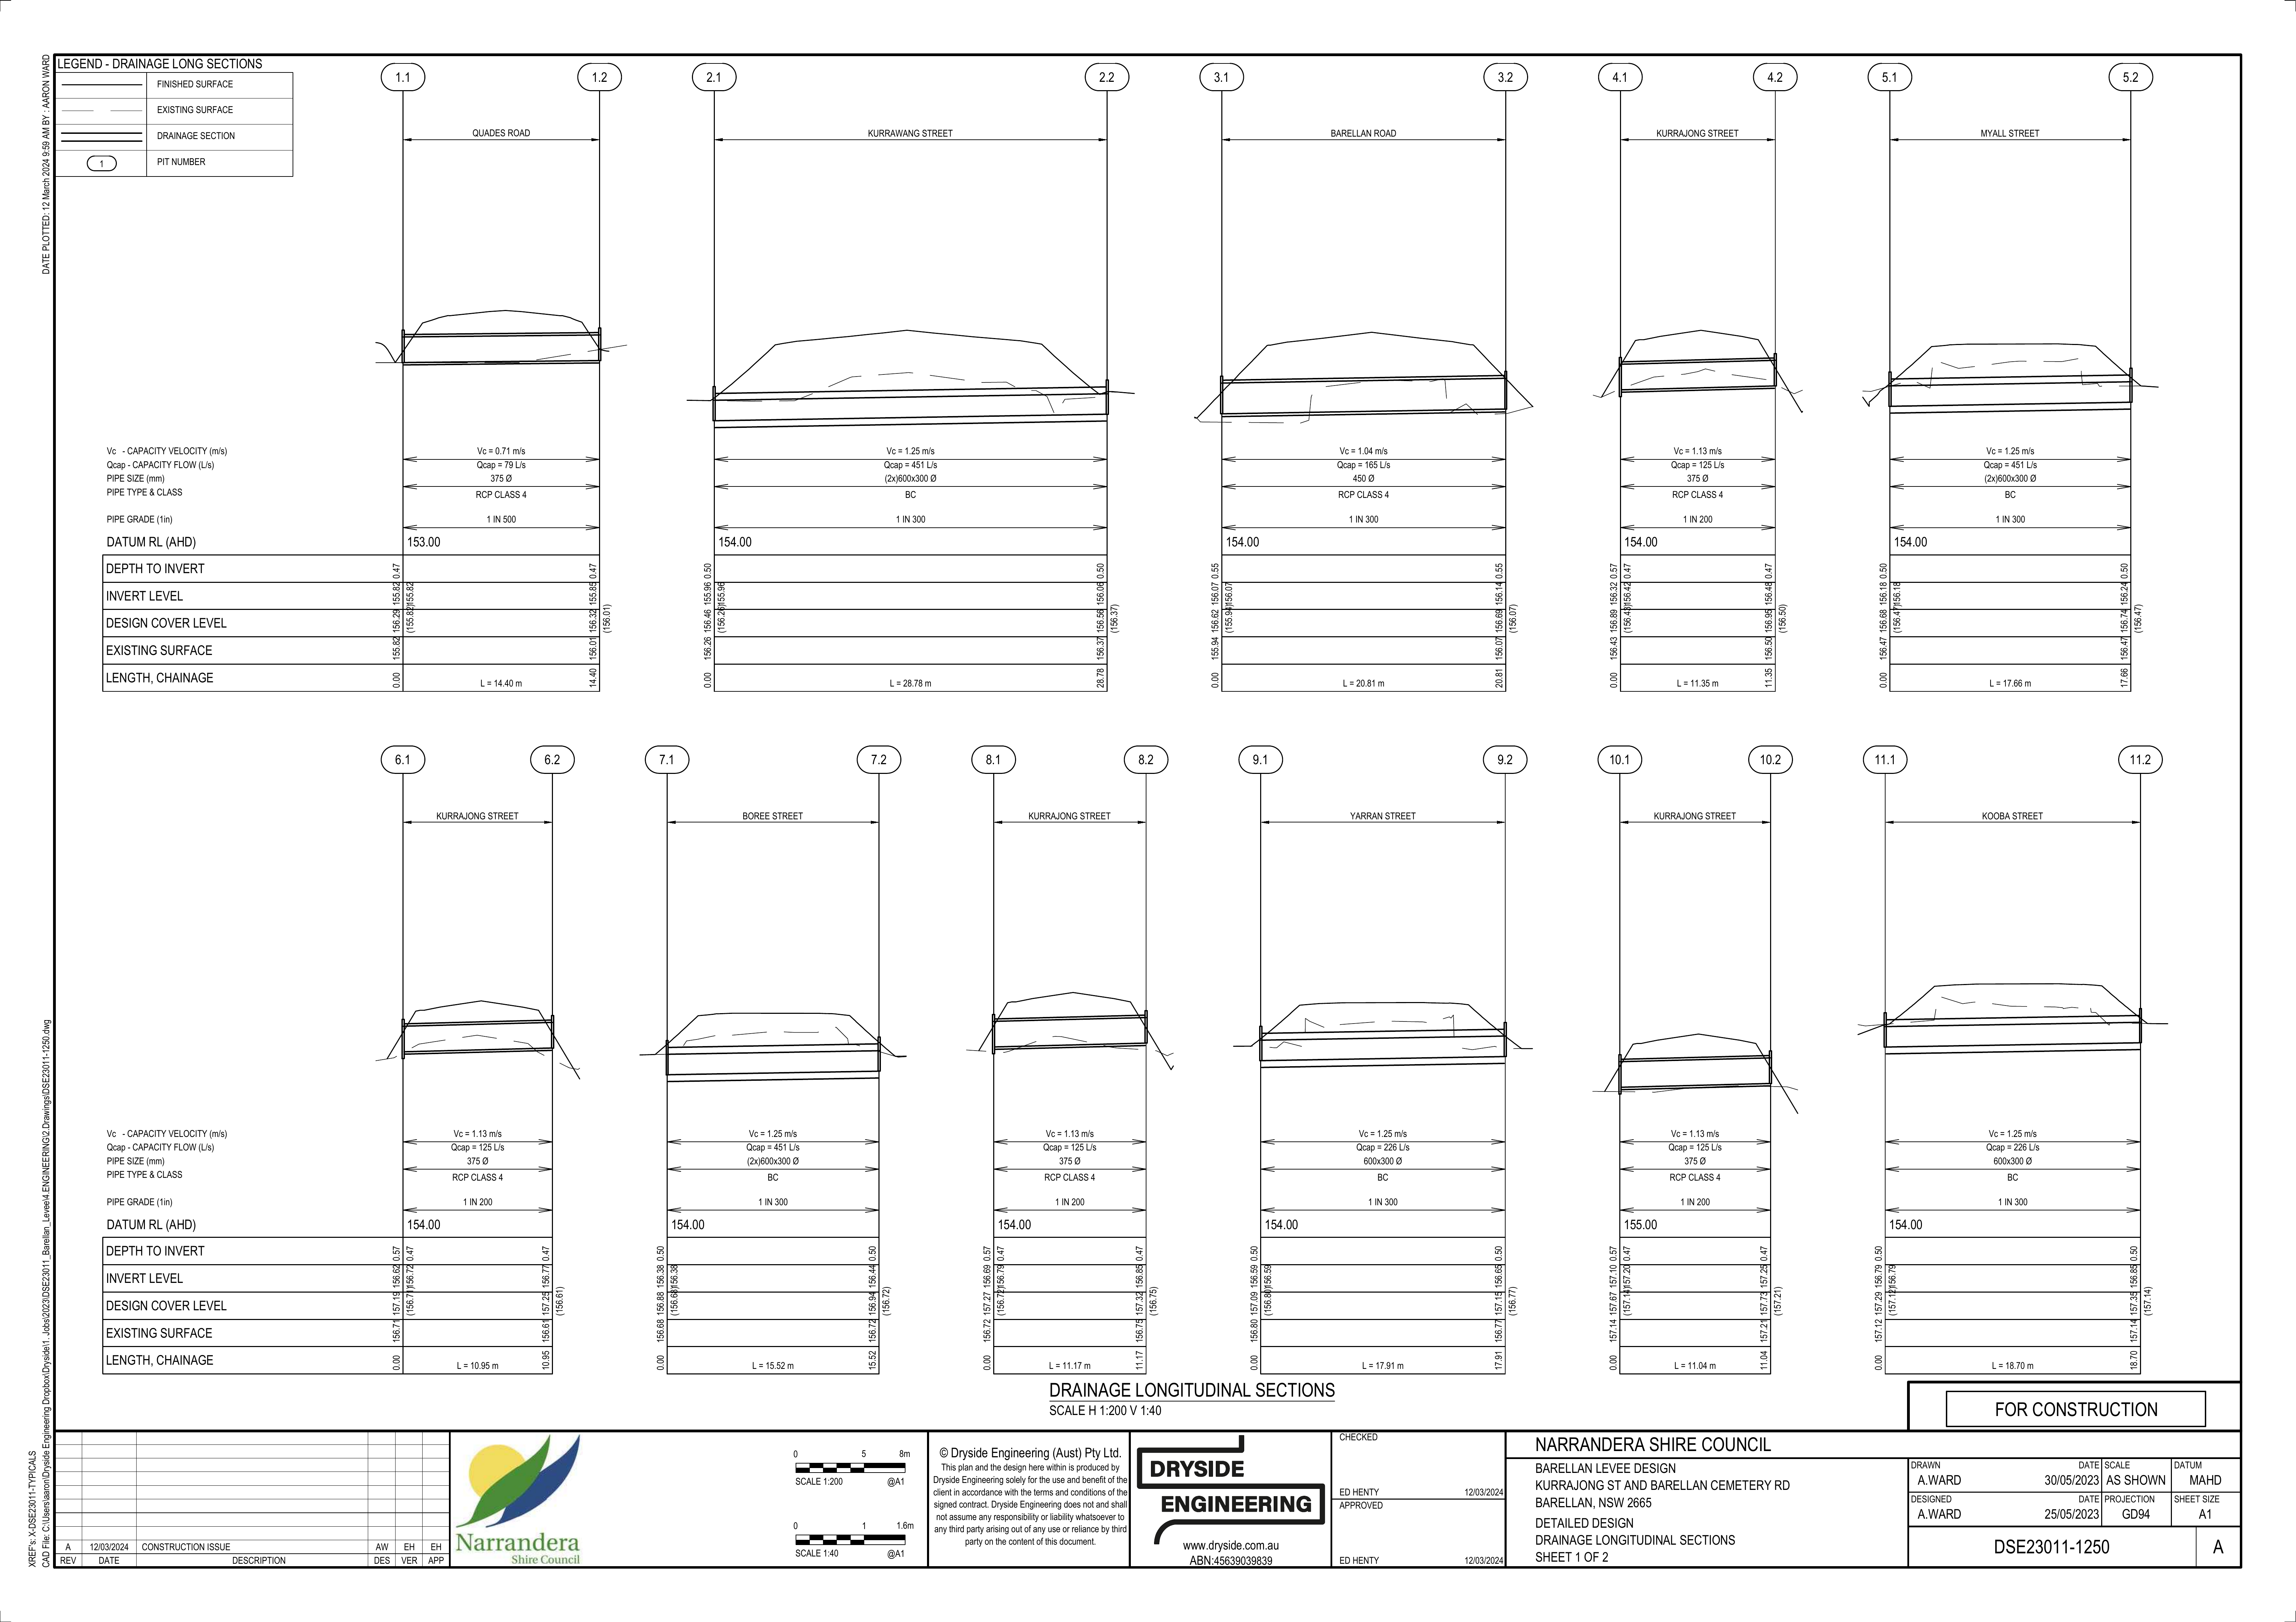 LEGEND - DRAINAGE LONG SECTIONS
FINISHED SURFACE
EXISTING SURFACE
DRAINAGE SECTION
1 PIT NUMBER
DATE PLOTTED: 12 March 2024 9:59 AM BY : AARON WARD
1.1 1.2 2.1 2.2 3.1 3.2 4.1 4.2 5.1 5.2
QUADES ROAD KURRAWANG STREET BARELLAN ROAD KURRAJONG STREET MYALL STREET
Vc - CAPACITY VELOCITY (m/s) Vc = 0.71 m/s Vc = 1.25 m/s Vc = 1.04 m/s Vc = 1.13 m/s Vc = 1.25 m/s
Qcap - CAPACITY FLOW (L/s) Qcap = 79 L/s Qcap = 451 L/s Qcap = 165 L/s Qcap = 125 L/s Qcap = 451 L/s
PIPE SIZE (mm) 375 Ø (2x)600x300 Ø 450 Ø 375 Ø (2x)600x300 Ø
PIPE TYPE & CLASS RCP CLASS 4 BC RCP CLASS 4 RCP CLASS 4 BC
PIPE GRADE (1in) 1 IN 500 1 IN 300 1 IN 300 1 IN 200 1 IN 300
DATUM RL (AHD) 153.00 154.00 154.00 154.00 154.00
DEPTH TO INVERT 0.47 0.47 0.50 0.50 0.55 0.55 0.57 0.47 0.47 0.50 0.50
INVERT LEVEL 155.82 155.82 155.85 155.96 155.96 156.06 156.07 156.07 156.14 156.32 156.42 156.48 156.18 156.18 156.24
DESIGN COVER LEVEL 156.29 (155.82) 156.32 (156.01) 156.46 (156.26) 156.56 (156.37) 156.62 (155.94) 156.69 (156.07) 156.89 (156.43) 156.95 (156.50) 156.68 (156.47) 156.74 (156.47)
EXISTING SURFACE 155.82 156.01 156.26 156.37 155.94 156.07 156.43 156.50 156.47 156.47
LENGTH, CHAINAGE 0.00 L = 14.40 m 14.40 0.00 L = 28.78 m 28.78 0.00 L = 20.81 m 20.81 0.00 L = 11.35 m 11.35 0.00 L = 17.66 m 17.66
6.1 6.2 7.1 7.2 8.1 8.2 9.1 9.2 10.1 10.2 11.1 11.2
KURRAJONG STREET BOREE STREET KURRAJONG STREET YARRAN STREET KURRAJONG STREET KOOBA STREET
Vc - CAPACITY VELOCITY (m/s) Vc = 1.13 m/s Vc = 1.25 m/s Vc = 1.13 m/s Vc = 1.25 m/s Vc = 1.13 m/s Vc = 1.25 m/s
Qcap - CAPACITY FLOW (L/s) Qcap = 125 L/s Qcap = 451 L/s Qcap = 125 L/s Qcap = 226 L/s Qcap = 125 L/s Qcap = 226 L/s
PIPE SIZE (mm) 375 Ø (2x)600x300 Ø 375 Ø 600x300 Ø 375 Ø 600x300 Ø
PIPE TYPE & CLASS RCP CLASS 4 BC RCP CLASS 4 BC RCP CLASS 4 BC
PIPE GRADE (1in) 1 IN 200 1 IN 300 1 IN 200 1 IN 300 1 IN 200 1 IN 300
DATUM RL (AHD) 154.00 154.00 154.00 154.00 155.00 154.00
DEPTH TO INVERT 0.57 0.47 0.47 0.50 0.50 0.57 0.47 0.47 0.50 0.50 0.57 0.47 0.47 0.50 0.50
INVERT LEVEL 156.62 156.72 156.77 156.38 156.38 156.44 156.69 156.79 156.85 156.59 156.59 156.65 157.10 157.20 157.25 156.79 156.79 156.85
DESIGN COVER LEVEL 157.19 (156.71) 157.25 (156.61) 156.88 (156.68) 156.94 (156.72) 157.27 (156.72) 157.32 (156.75) 157.09 (156.80) 157.15 (156.77) 157.67 (157.14) 157.73 (157.21) 157.29 (157.12) 157.35 (157.14)
EXISTING SURFACE 156.71 156.61 156.68 156.72 156.72 156.75 156.80 156.77 157.14 157.21 157.12 157.14
LENGTH, CHAINAGE 0.00 L = 10.95 m 10.95 0.00 L = 15.52 m 15.52 0.00 L = 11.17 m 11.17 0.00 L = 17.91 m 17.91 0.00 L = 11.04 m 11.04 0.00 L = 18.70 m 18.70
DRAINAGE LONGITUDINAL SECTIONS
SCALE H 1:200 V 1:40
FOR CONSTRUCTION
XREF's: X-DSE23011-TYPICALS
CAD File: C:\Users\aaron\Dryside Engineering Dropbox\Dryside\1. Jobs\2023\DSE23011_Barellan_Levee\4.ENGINEERING\2.Drawings\DSE23011-1250.dwg
A 12/03/2024 CONSTRUCTION ISSUE AW EH EH
REV DATE DESCRIPTION DES VER APP
Narrandera
Shire Council
0 5 8m
SCALE 1:200 @A1
0 1 1.6m
SCALE 1:40 @A1
© Dryside Engineering (Aust) Pty Ltd.
This plan and the design here within is produced by
Dryside Engineering solely for the use and benefit of the
client in accordance with the terms and conditions of the
signed contract. Dryside Engineering does not and shall
not assume any responsibility or liability whatsoever to
any third party arising out of any use or reliance by third
party on the content of this document.
DRYSIDE
ENGINEERING
www.dryside.com.au
ABN:45639039839
CHECKED
ED HENTY 12/03/2024
APPROVED
ED HENTY 12/03/2024
NARRANDERA SHIRE COUNCIL
BARELLAN LEVEE DESIGN
KURRAJONG ST AND BARELLAN CEMETERY RD
BARELLAN, NSW 2665
DETAILED DESIGN
DRAINAGE LONGITUDINAL SECTIONS
SHEET 1 OF 2
DRAWN DATE SCALE DATUM
A.WARD 30/05/2023 AS SHOWN MAHD
DESIGNED DATE PROJECTION SHEET SIZE
A.WARD 25/05/2023 GD94 A1
DSE23011-1250 A